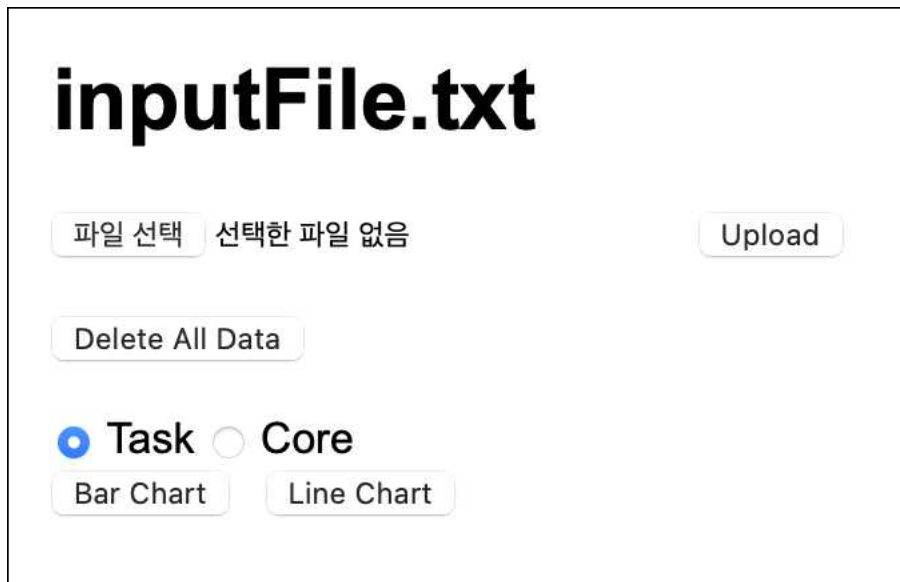 inputFile.txt
파일 선택 선택한 파일 없음 Upload
Delete All Data
Task Core
Bar Chart Line Chart